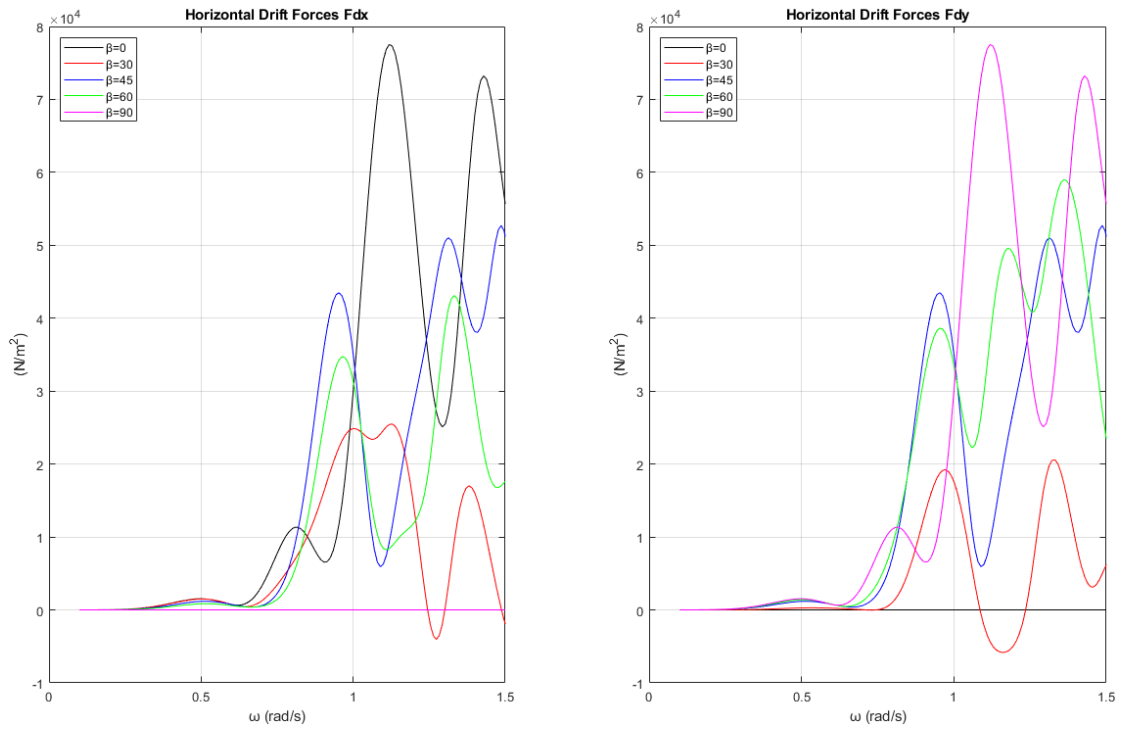 Horizontal Drift Forces Fdx
×10⁴
β=0
β=30
β=45
β=60
β=90
8
7
6
5
4
3
2
1
0
-1
(N/m²)
0 0.5 1 1.5
ω (rad/s)
Horizontal Drift Forces Fdy
×10⁴
β=0
β=30
β=45
β=60
β=90
8
7
6
5
4
3
2
1
0
-1
(N/m²)
0 0.5 1 1.5
ω (rad/s)